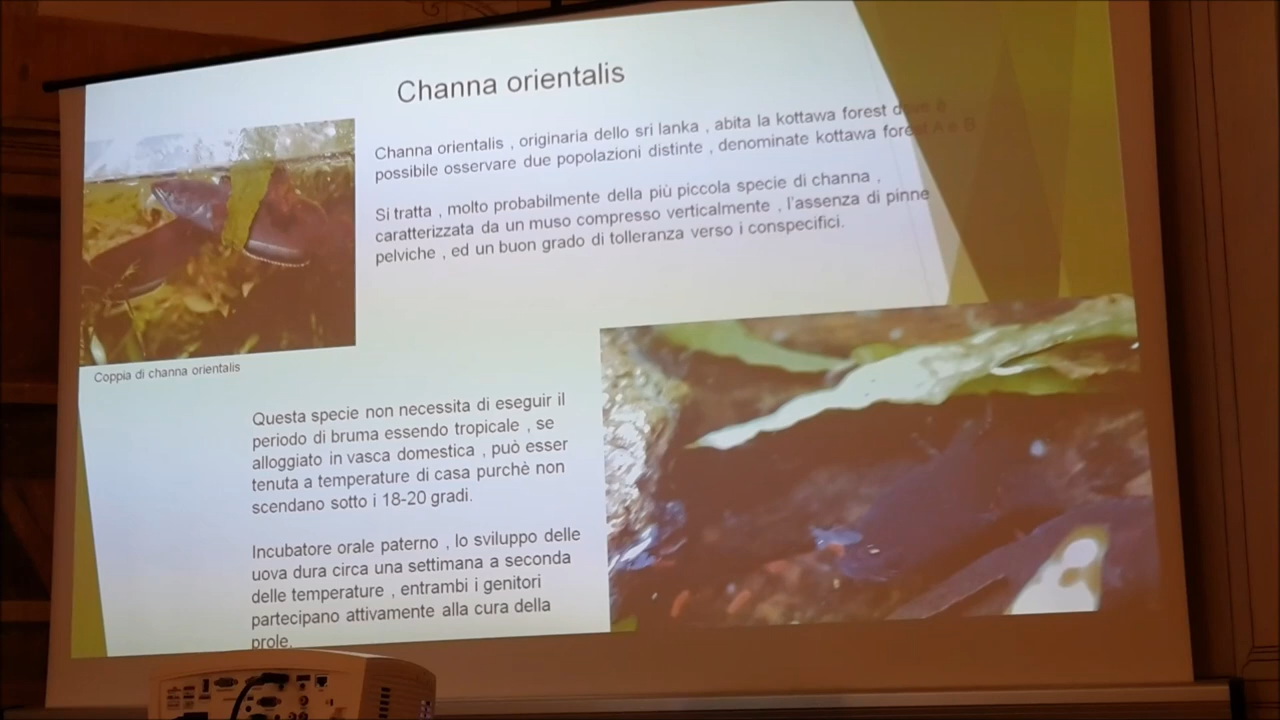 Channa orientalis
Channa orientalis , originaria dello sri lanka , abita la kottawa forest dove è
possibile osservare due popolazioni distinte , denominate kottawa forest A e B
Si tratta , molto probabilmente della più piccola specie di channa ,
caratterizzata da un muso compresso verticalmente , l'assenza di pinne
pelviche , ed un buon grado di tolleranza verso i conspecifici.
Coppia di channa orientalis
Questa specie non necessita di eseguir il
periodo di bruma essendo tropicale , se
alloggiato in vasca domestica , può esser
tenuta a temperature di casa purchè non
scendano sotto i 18-20 gradi.
Incubatore orale paterno , lo sviluppo delle
uova dura circa una settimana a seconda
delle temperature , entrambi i genitori
partecipano attivamente alla cura della
prole.